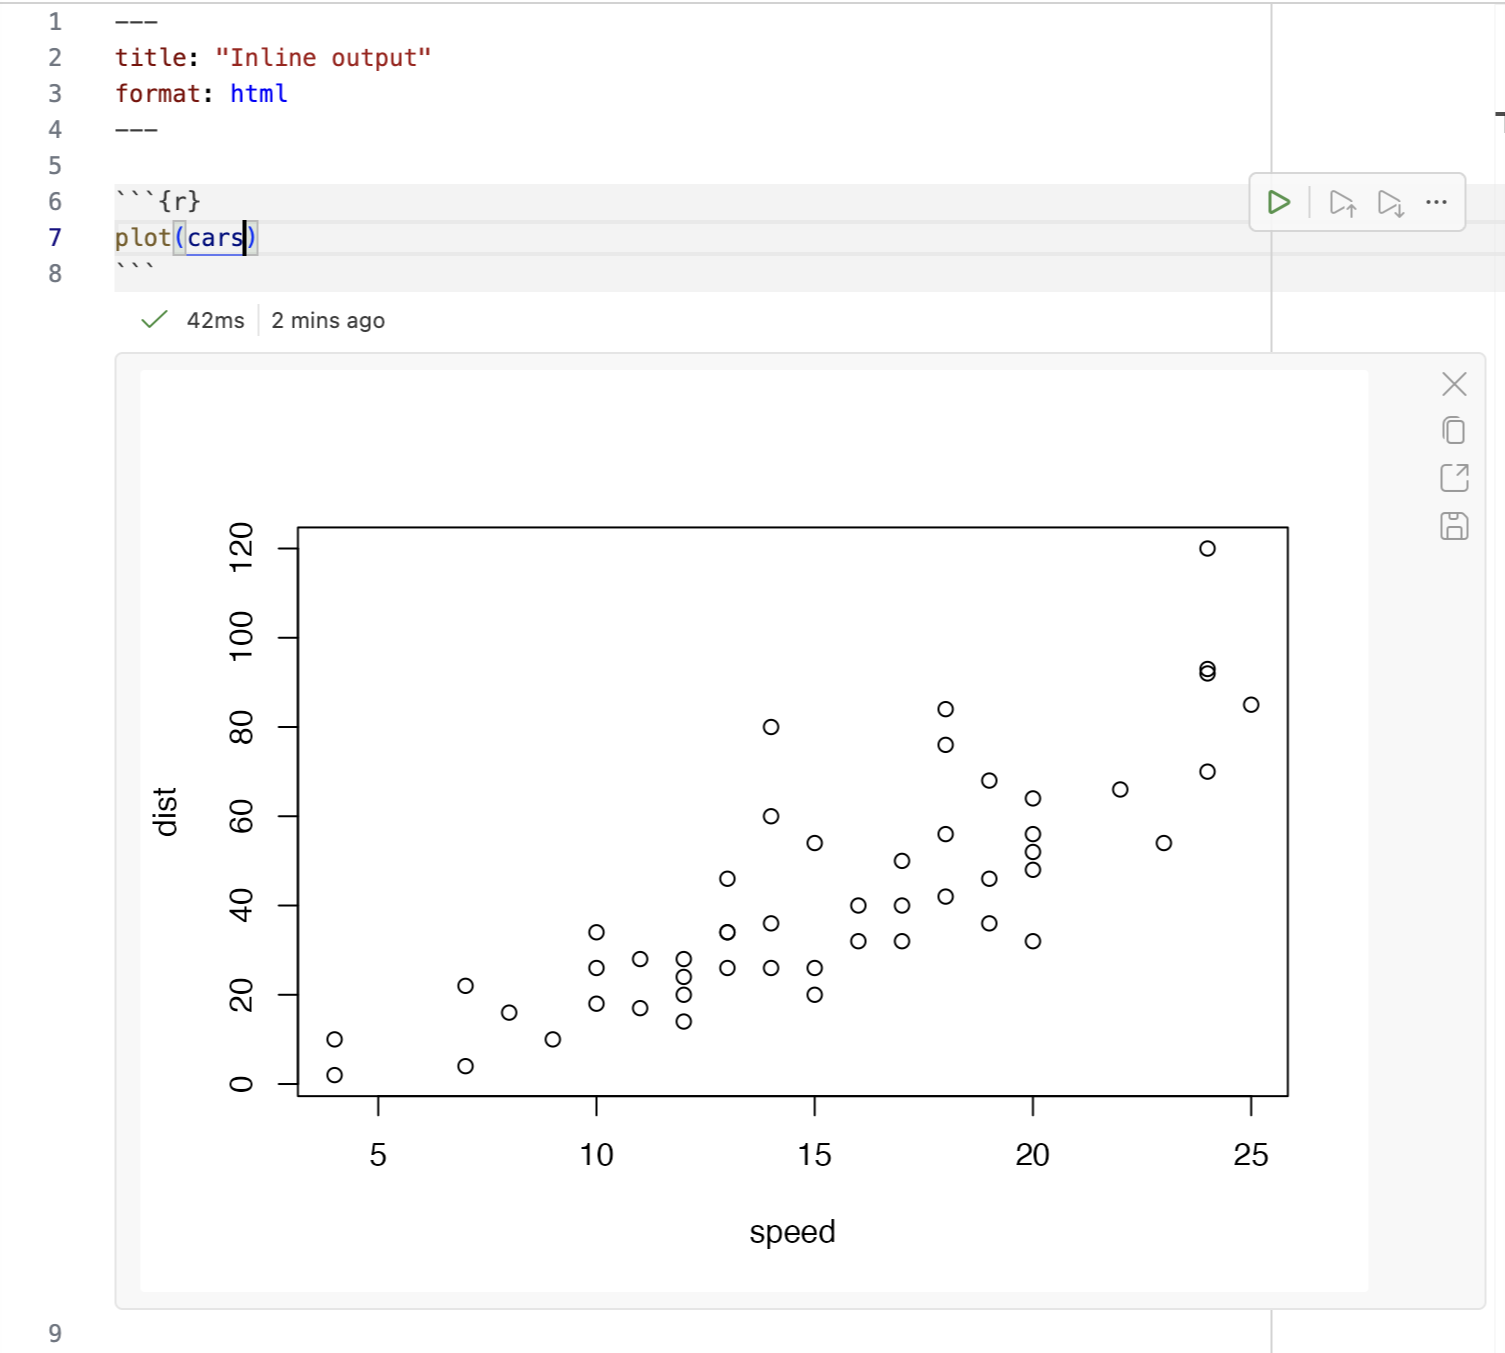 1 ---
2 title: "Inline output"
3 format: html
4 ---
5
6 ```{r}
7 plot(cars)
8 ```
42ms 2 mins ago
120
100
80
60
40
20
0
dist
5 10 15 20 25
speed
9